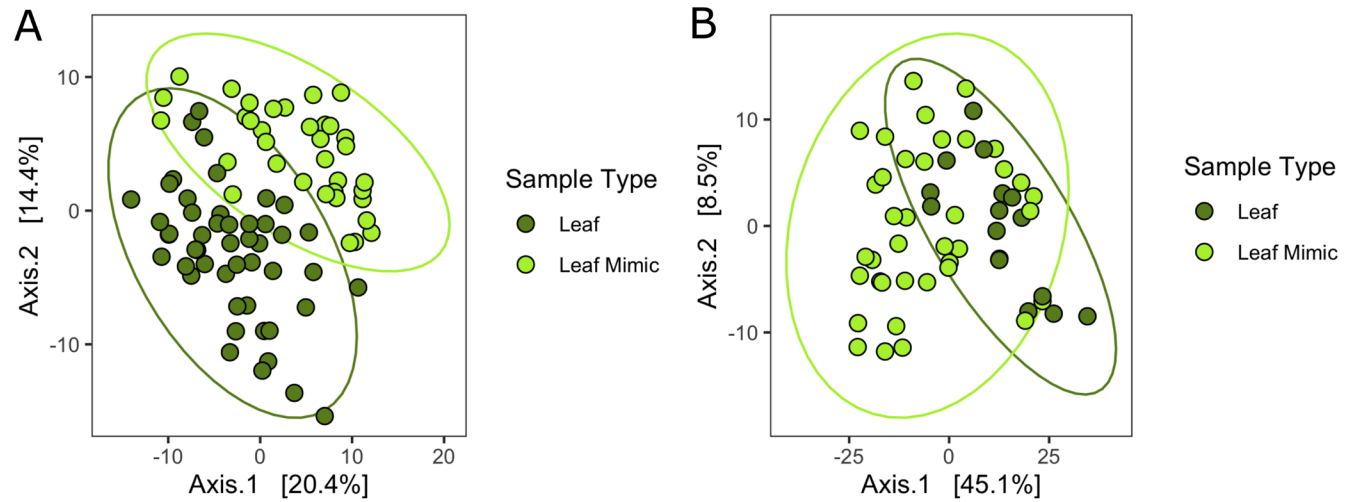 A
10
0
-10
Axis.2 [14.4%]
-10 0 10 20
Axis.1 [20.4%]
Sample Type
Leaf
Leaf Mimic
B
10
0
-10
Axis.2 [8.5%]
-25 0 25
Axis.1 [45.1%]
Sample Type
Leaf
Leaf Mimic